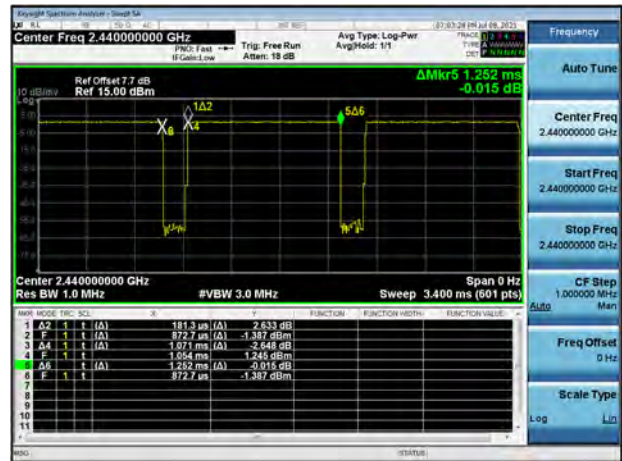 Keysight Spectrum Analyzer - Swept SA
Center Freq 2.440000000 GHz
PNO: Fast
IFGain:Low
Trig: Free Run
Atten: 18 dB
Avg Type: Log-Pwr
Avg|Hold: 1/1
07:07:28 PM Jul 08, 2021
TRACE
TYPE
DET
Frequency
Ref Offset 7.7 dB
Ref 15.00 dBm
ΔMkr5 1.252 ms
-0.015 dB
10 dB/div
Log
1Δ2
4
5Δ6
Center 2.440000000 GHz
Span 0 Hz
Res BW 1.0 MHz
#VBW 3.0 MHz
Sweep 3.400 ms (601 pts)
MKR MODE TRC SCL X Y FUNCTION FUNCTION WIDTH FUNCTION VALUE
1 Δ2 1 t (Δ) 181.3 µs (Δ) 2.633 dB
2 F 1 t 872.7 µs -1.387 dBm
3 Δ4 1 t (Δ) 1.071 ms (Δ) -2.648 dB
4 F 1 t 1.054 ms 1.245 dBm
5 Δ6 1 t (Δ) 1.252 ms (Δ) -0.015 dB
6 F 1 t 872.7 µs -1.387 dBm
7
8
9
10
11
MSG
STATUS
Auto Tune
Center Freq
2.440000000 GHz
Start Freq
2.440000000 GHz
Stop Freq
2.440000000 GHz
CF Step
1.000000 MHz
Auto Man
Freq Offset
0 Hz
Scale Type
Log Lin